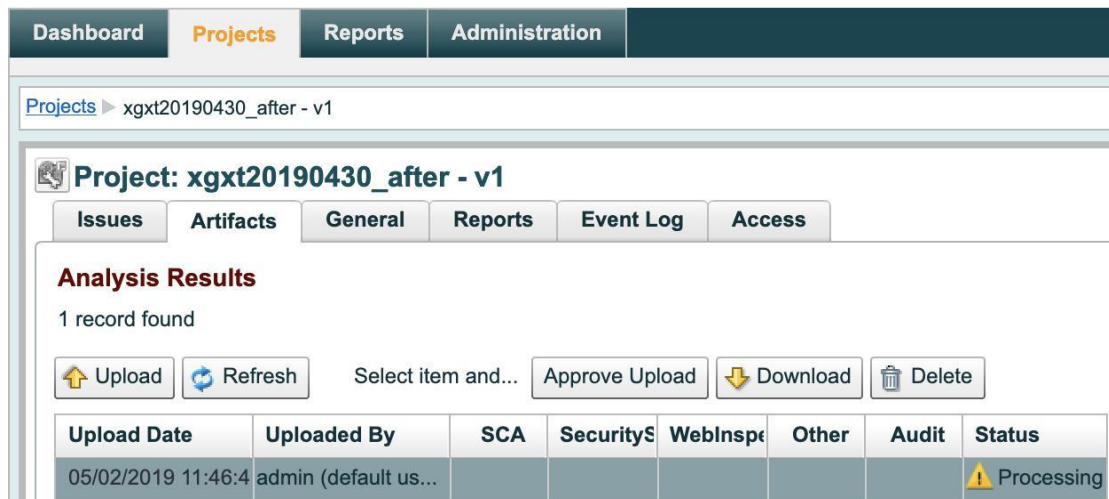 Dashboard Projects Reports Administration
Projects xgxt20190430_after - v1
Project: xgxt20190430_after - v1
Issues Artifacts General Reports Event Log Access
Analysis Results
1 record found
Upload Refresh Select item and... Approve Upload Download Delete
Upload Date Uploaded By SCA SecurityS WebInspe Other Audit Status
05/02/2019 11:46:4 admin (default us... Processing